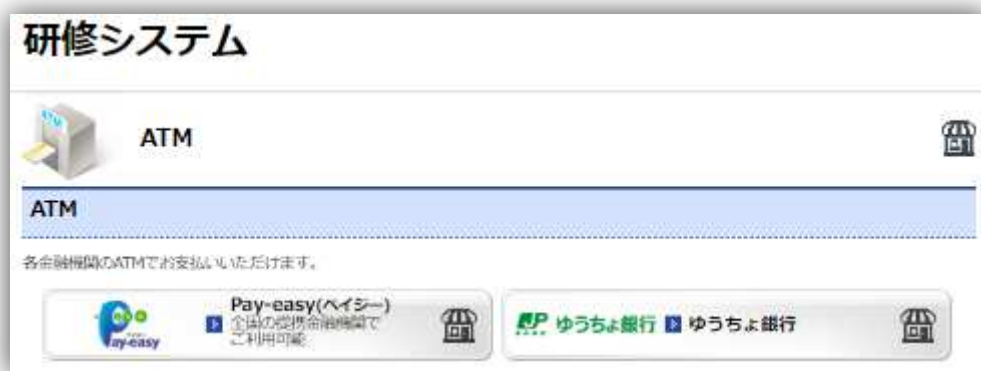 研修システム
ATM
ATM
ATM
各金融機関のATMでお支払いいただけます。
Pay-easy
Pay-easy(ペイジー)
全国の提携金融機関で
ご利用可能
JP ゆうちょ銀行 ゆうちょ銀行